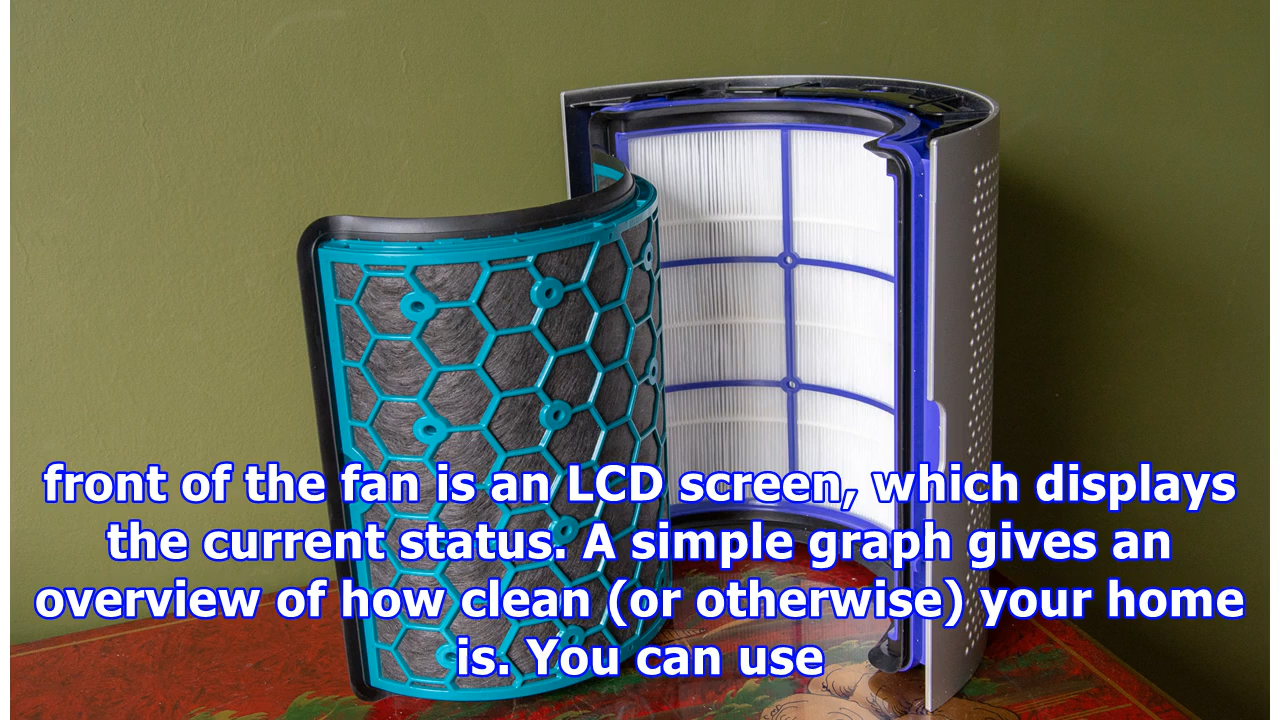 front of the fan is an LCD screen, which displays
the current status. A simple graph gives an
overview of how clean (or otherwise) your home
is. You can use